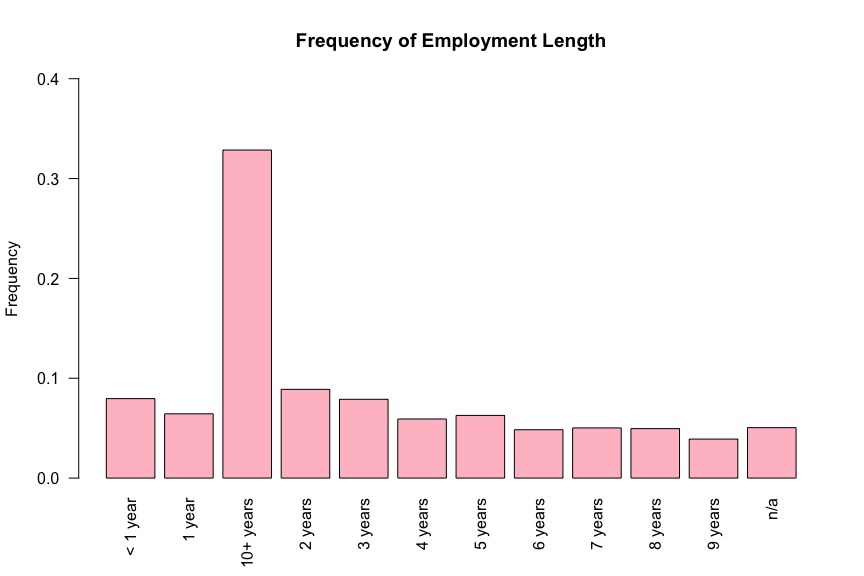 Frequency of Employment Length
Frequency
0.4
0.3
0.2
0.1
0.0
< 1 year
1 year
10+ years
2 years
3 years
4 years
5 years
6 years
7 years
8 years
9 years
n/a